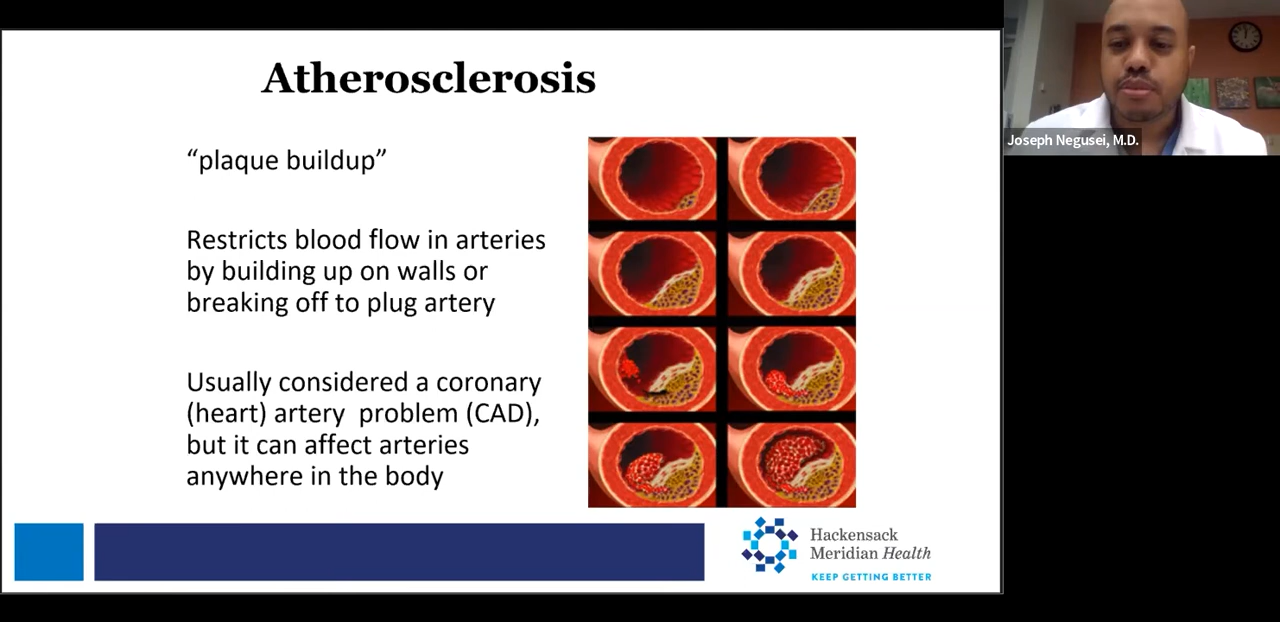 Atherosclerosis
“plaque buildup”
Restricts blood flow in arteries
by building up on walls or
breaking off to plug artery
Usually considered a coronary
(heart) artery  problem (CAD),
but it can affect arteries
anywhere in the body
Hackensack
Meridian Health
KEEP GETTING BETTER
Joseph Negusei, M.D.